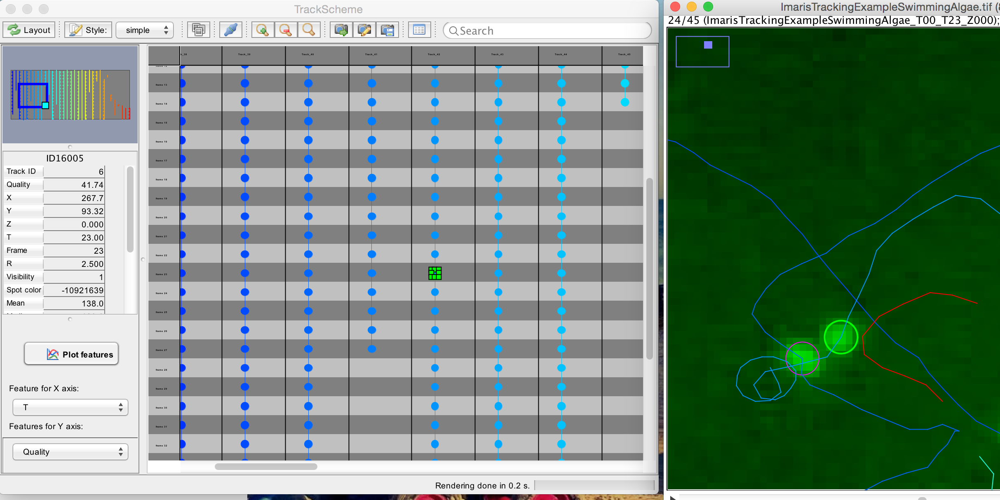 TrackScheme
Layout
Style:
simple
Search
ID16005
Track ID 6
Quality 41.74
X 267.7
Y 93.32
Z 0.000
T 23.00
Frame 23
R 2.500
Visibility 1
Spot color -10921639
Mean 138.0
Plot features
Feature for X axis:
T
Features for Y axis:
Quality
Track_39
Track_40
Track_41
Track_42
Track_43
Track_44
Track_45
frame 13
frame 14
frame 15
frame 16
frame 17
frame 18
frame 19
frame 20
frame 21
frame 22
frame 23
frame 24
frame 25
frame 26
frame 27
frame 28
frame 29
frame 30
frame 31
frame 32
Rendering done in 0.2 s.
ImarisTrackingExampleSwimmingAlgae.tif
24/45 (ImarisTrackingExampleSwimmingAlgae_T00_T23_Z000);